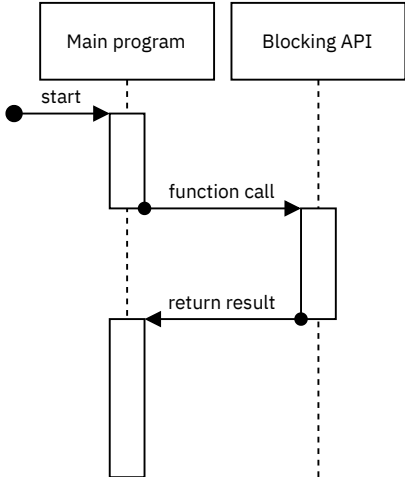 Main program
Blocking API
start
function call
return result